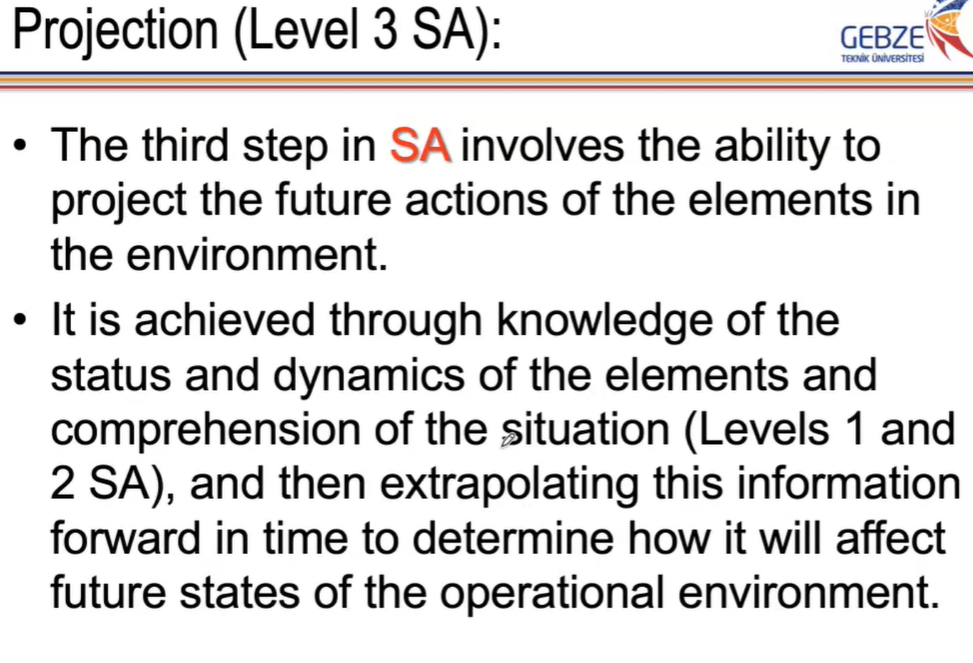 Projection (Level 3 SA):
GEBZE
TEKNİK ÜNİVERSİTESİ
• The third step in SA involves the ability to
project the future actions of the elements in
the environment.
• It is achieved through knowledge of the
status and dynamics of the elements and
comprehension of the situation (Levels 1 and
2 SA), and then extrapolating this information
forward in time to determine how it will affect
future states of the operational environment.